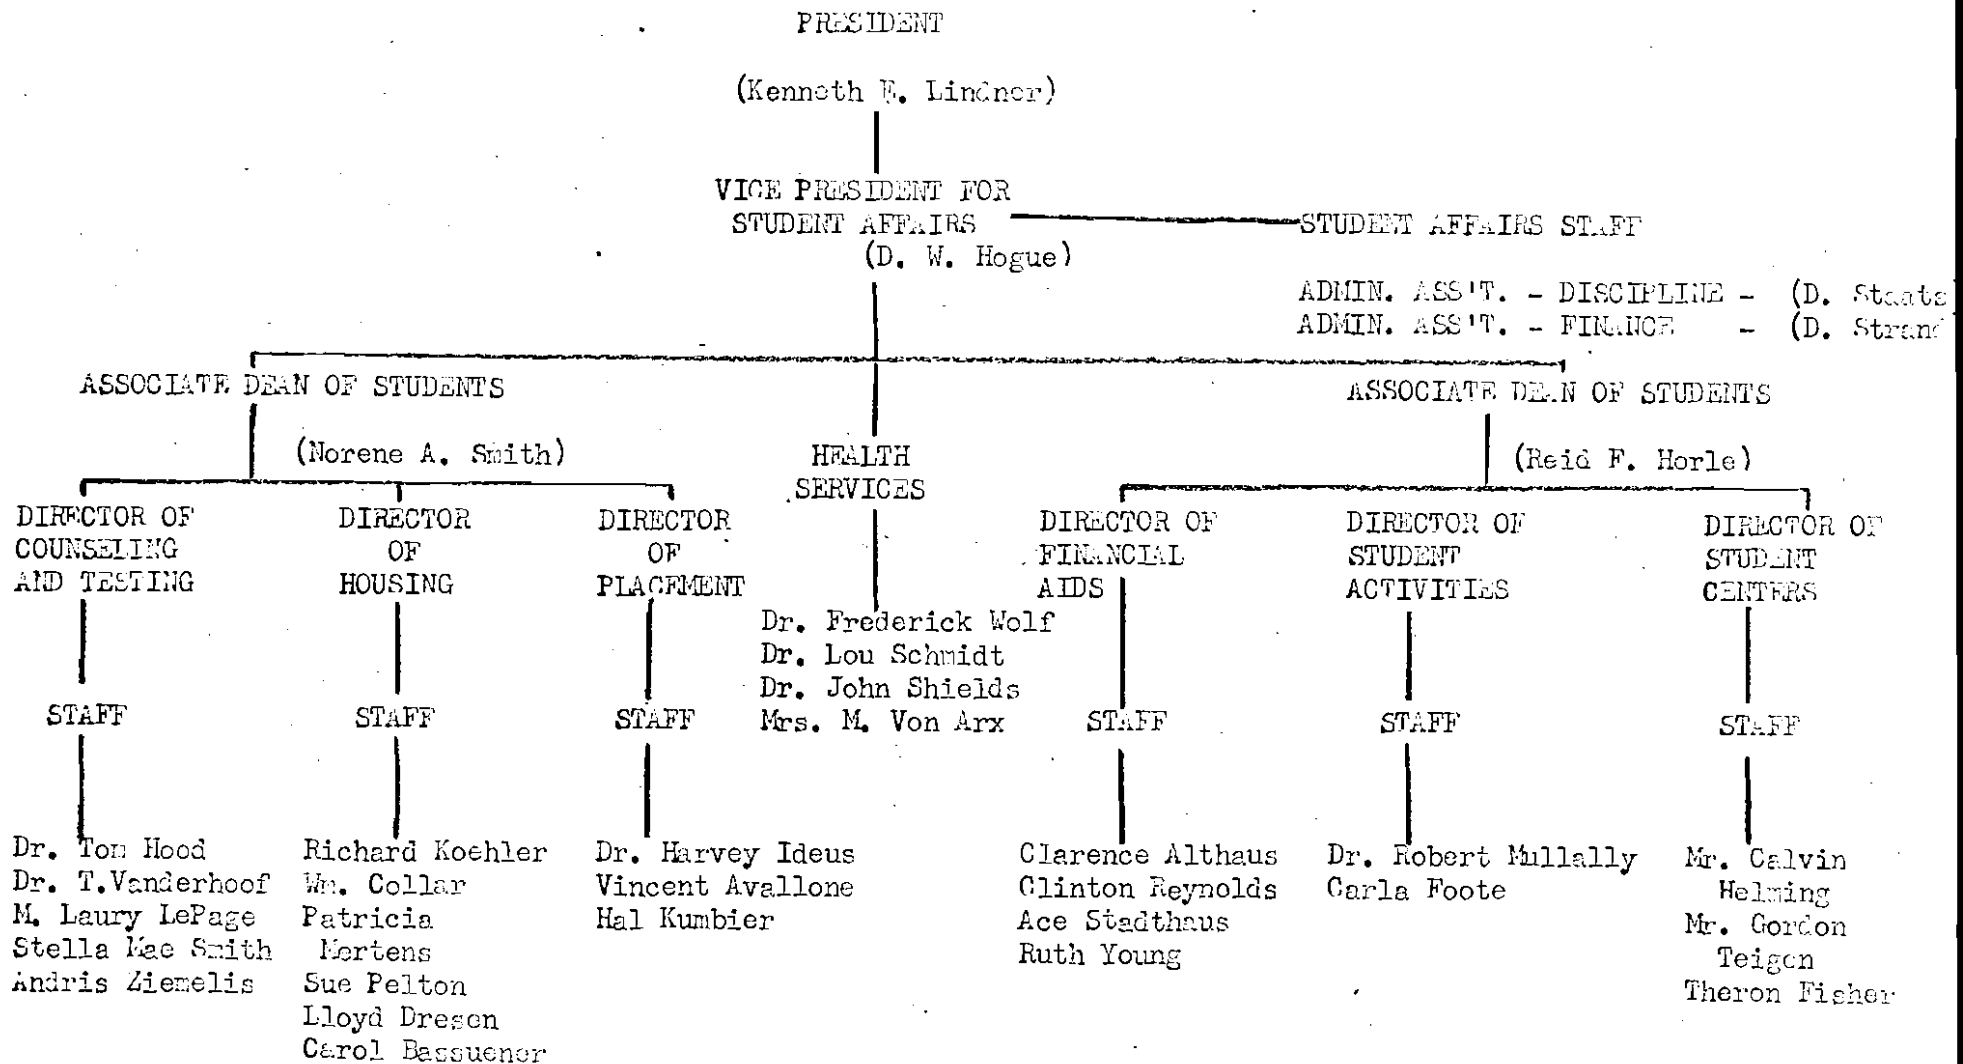 PRESIDENT
(Kenneth E. Lindner)
VICE PRESIDENT FOR
STUDENT AFFAIRS
(D. W. Hogue)
STUDENT AFFAIRS STAFF
ADMIN. ASS'T. - DISCIPLINE - (D. Staats
ADMIN. ASS'T. - FINANCE - (D. Strand
ASSOCIATE DEAN OF STUDENTS
(Norene A. Smith)
HEALTH
SERVICES
ASSOCIATE DEAN OF STUDENTS
(Reid F. Horle)
DIRECTOR OF
COUNSELING
AND TESTING
DIRECTOR
OF
HOUSING
DIRECTOR
OF
PLACEMENT
Dr. Frederick Wolf
Dr. Lou Schmidt
Dr. John Shields
Mrs. M. Von Arx
DIRECTOR OF
FINANCIAL
AIDS
DIRECTOR OF
STUDENT
ACTIVITIES
DIRECTOR OF
STUDENT
CENTERS
STAFF
STAFF
STAFF
STAFF
STAFF
STAFF
Dr. Tom Hood
Dr. T.Vanderhoof
M. Laury LePage
Stella Mae Smith
Andris Ziemelis
Richard Koehler
Wm. Collar
Patricia
Mertens
Sue Pelton
Lloyd Dresen
Carol Bassuener
Dr. Harvey Ideus
Vincent Avallone
Hal Kumbier
Clarence Althaus
Clinton Reynolds
Ace Stadthaus
Ruth Young
Dr. Robert Mullally
Carla Foote
Mr. Calvin
Helming
Mr. Gordon
Teigen
Theron Fisher